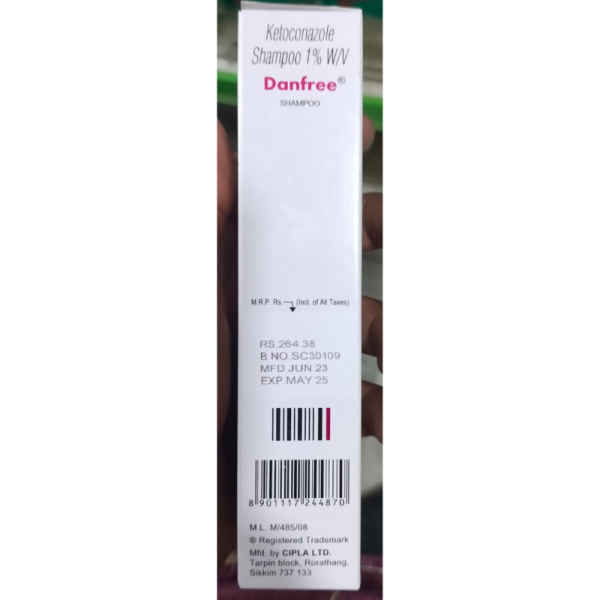 Ketoconazole
Shampoo 1% W/V
Danfree®
SHAMPOO
M.R.P. Rs. (Incl. of All Taxes)
RS.264.38
B.NO.SC30109
MFD.JUN.23
EXP.MAY 25
8 901117 244870
M.L. M/485/08
® Registered Trademark
Mfd. by CIPLA LTD.
Tarpin block, Rorathang,
Sikkim 737 133